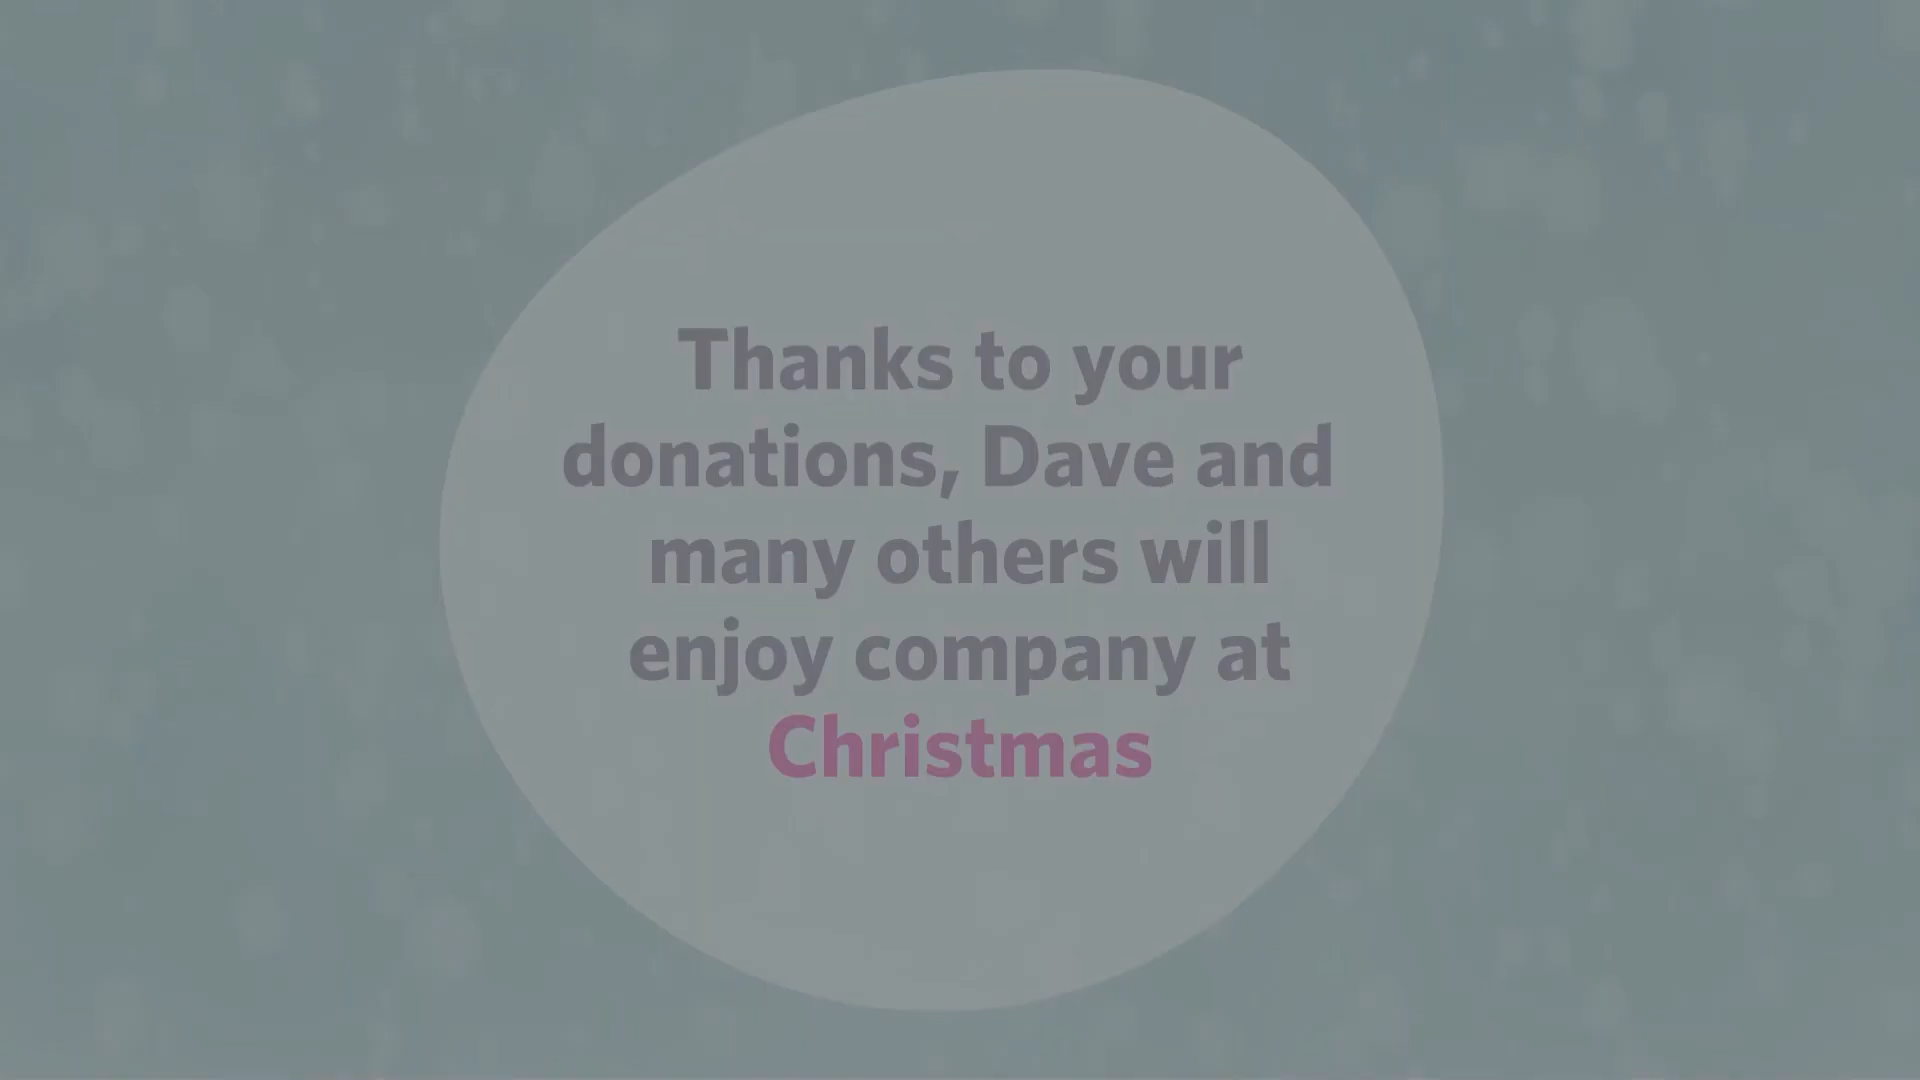 Thanks to your
donations, Dave and
many others will
enjoy company at
Christmas